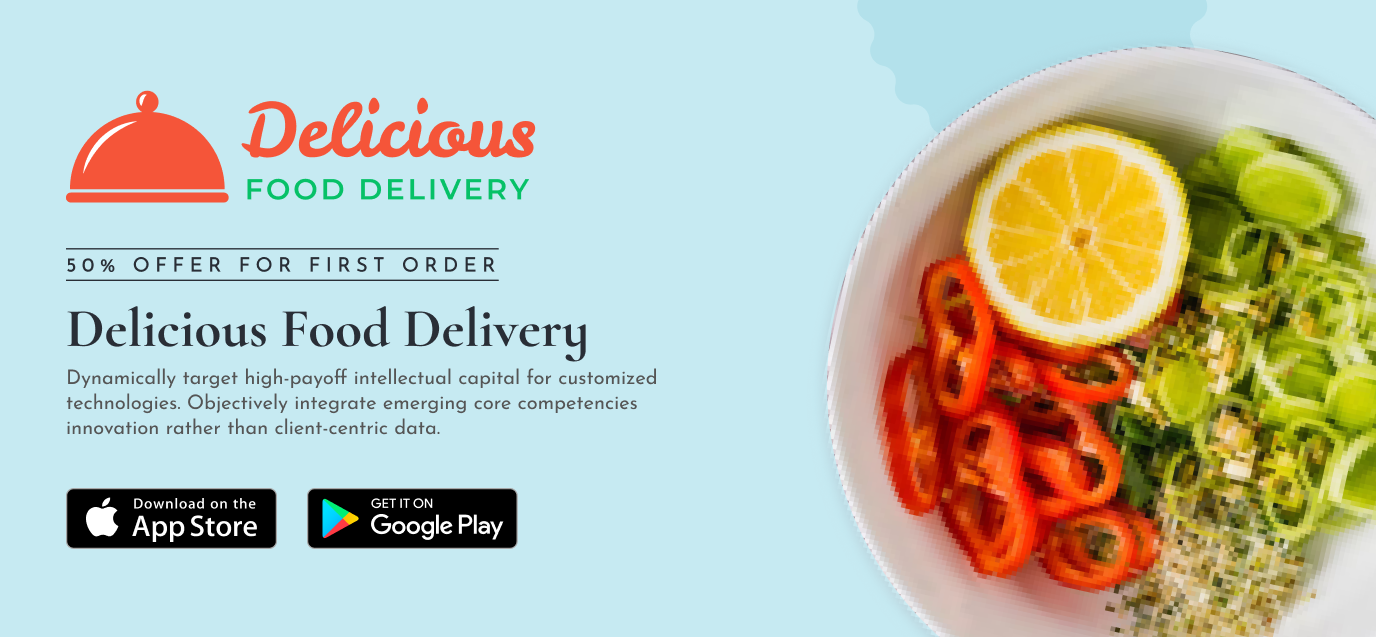 Delicious
FOOD DELIVERY
50% OFFER FOR FIRST ORDER
Delicious Food Delivery
Dynamically target high-payoff intellectual capital for customized
technologies. Objectively integrate emerging core competencies
innovation rather than client-centric data.
Download on the
App Store
GET IT ON
Google Play